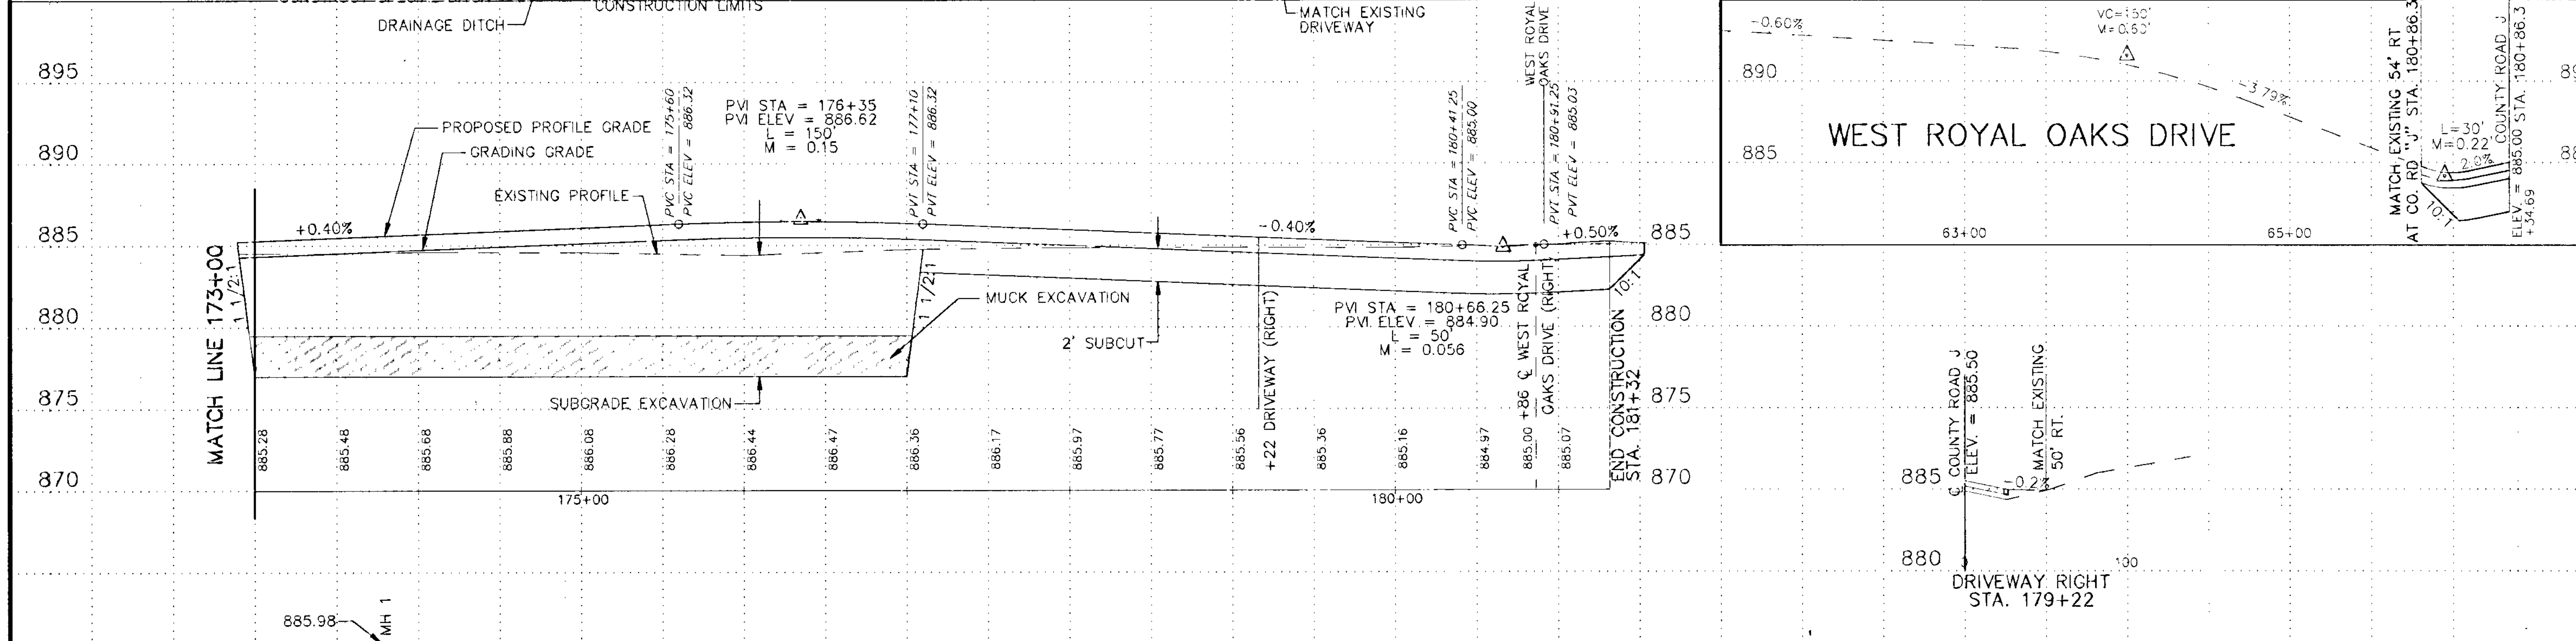 CONSTRUCTION LIMITS
DRAINAGE DITCH
MATCH EXISTING
DRIVEWAY
WEST ROYAL
OAKS DRIVE
895
890
885
880
875
870
PROPOSED PROFILE GRADE
GRADING GRADE
EXISTING PROFILE
+0.40%
MATCH LINE 173+00
1 1/2:1
PVC STA = 175+60
PVC ELEV = 886.32
PVI STA = 176+35
PVI ELEV = 886.62
L = 150'
M = 0.15
PVT STA = 177+10
PVT ELEV = 886.32
1 1/2:1
MUCK EXCAVATION
2' SUBCUT
SUBGRADE EXCAVATION
-0.40%
+22 DRIVEWAY (RIGHT)
PVC STA = 180+41.25
PVC ELEV = 885.00
PVI STA = 180+66.25
PVI ELEV = 884.90
L = 50'
M = 0.056
PVT STA = 180+91.25
PVT ELEV = 885.03
+0.50%
10:1
+86 ℄ WEST ROYAL
OAKS DRIVE (RIGHT)
END CONSTRUCTION
STA. 181+32
885
880
875
870
885.28
885.48
885.68
885.88
886.08
886.28
886.44
886.47
886.36
886.17
885.97
885.77
885.56
885.36
885.16
884.97
885.00
885.07
175+00
180+00
885.98
MH 1
-0.60%
VC=150'
M=0.60'
890
885
-3.79%
WEST ROYAL OAKS DRIVE
MATCH EXISTING 54' RT
AT CO. RD "J" STA. 180+86.3
L=30'
M=0.22'
2.0%
10:1
COUNTY ROAD J
ELEV. = 885.00 STA. 180+86.3
+34.69
63+00
65+00
℄ COUNTY ROAD J
ELEV. = 885.50
MATCH EXISTING
50' RT.
885
-0.2%
880
DRIVEWAY RIGHT
STA. 179+22